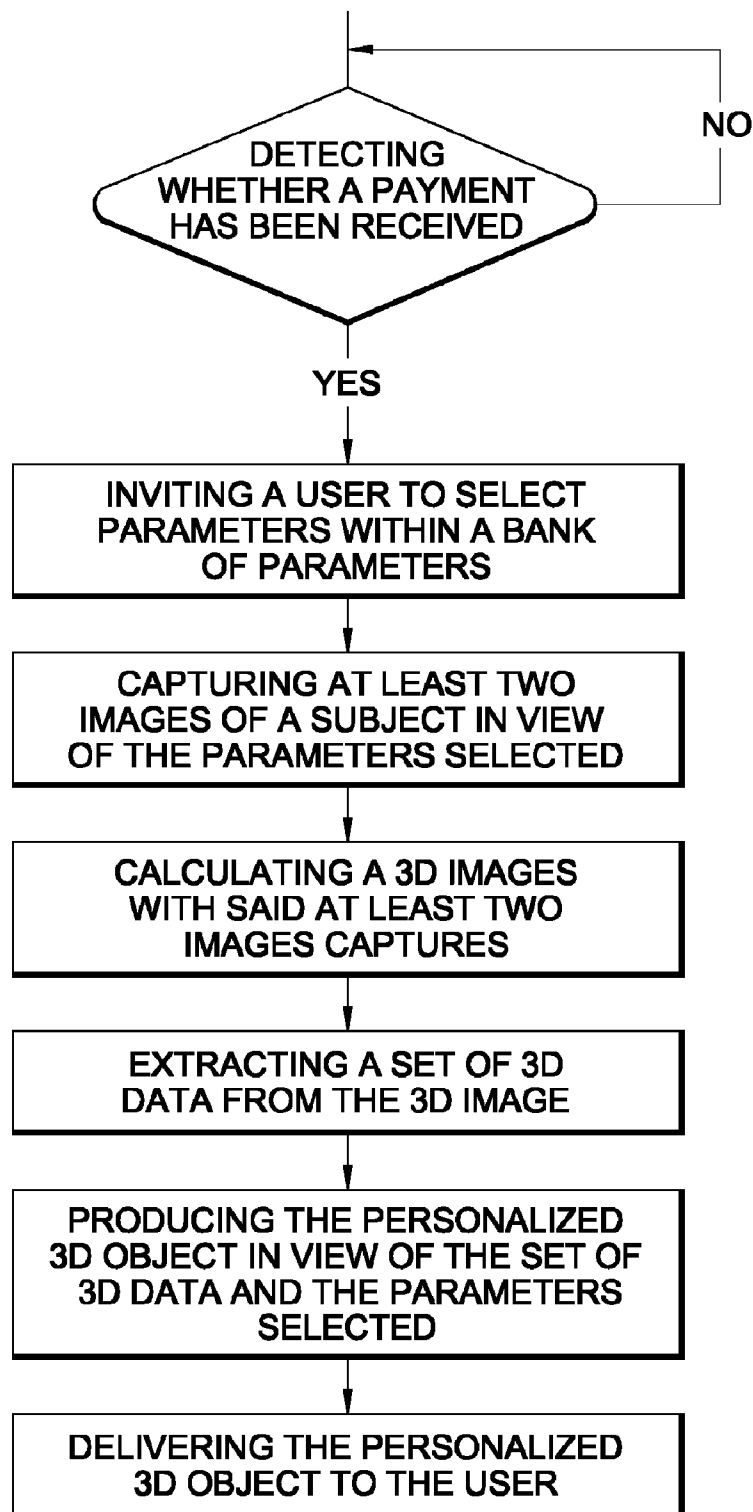 DETECTING
WHETHER A PAYMENT
HAS BEEN RECEIVED
NO
YES
INVITING A USER TO SELECT
PARAMETERS WITHIN A BANK
OF PARAMETERS
CAPTURING AT LEAST TWO
IMAGES OF A SUBJECT IN VIEW
OF THE PARAMETERS SELECTED
CALCULATING A 3D IMAGES
WITH SAID AT LEAST TWO
IMAGES CAPTURES
EXTRACTING A SET OF 3D
DATA FROM THE 3D IMAGE
PRODUCING THE PERSONALIZED
3D OBJECT IN VIEW OF THE SET OF
3D DATA AND THE PARAMETERS
SELECTED
DELIVERING THE PERSONALIZED
3D OBJECT TO THE USER